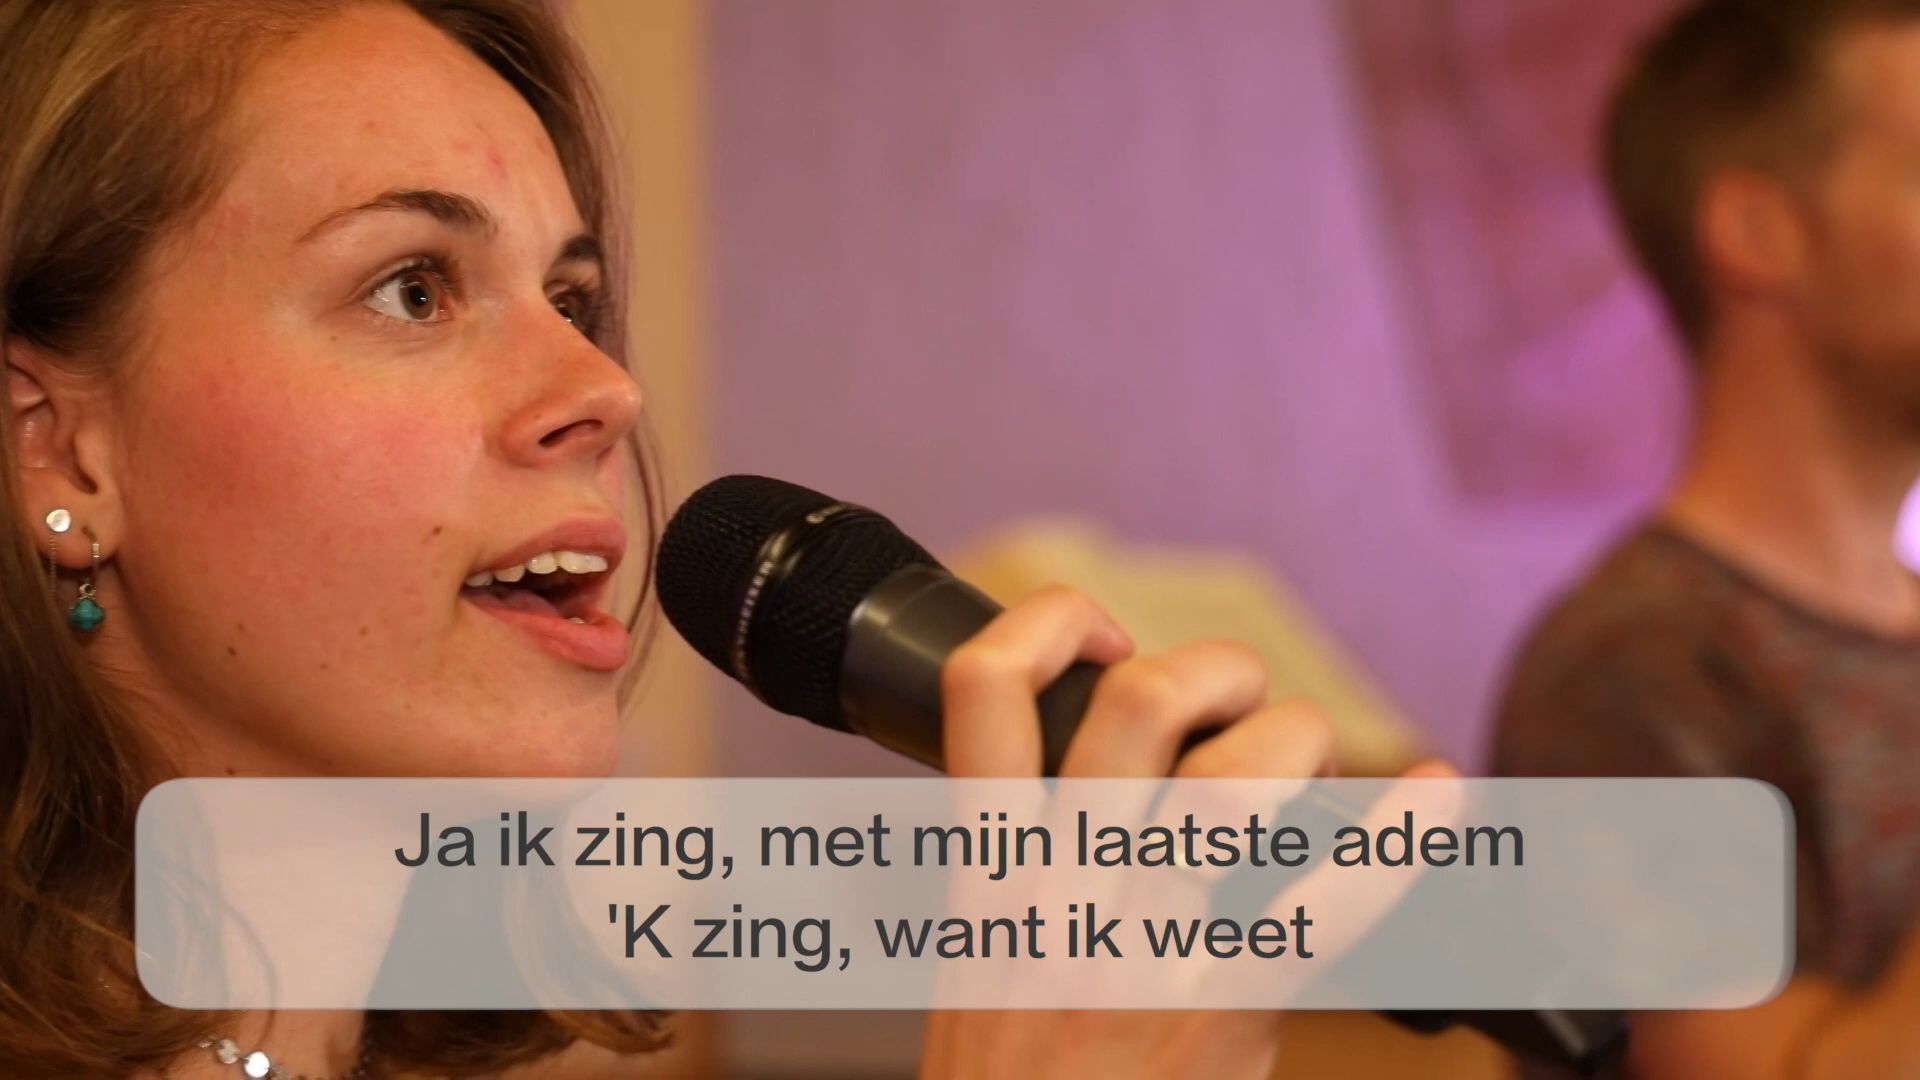 Ja ik zing, met mijn laatste adem
'K zing, want ik weet